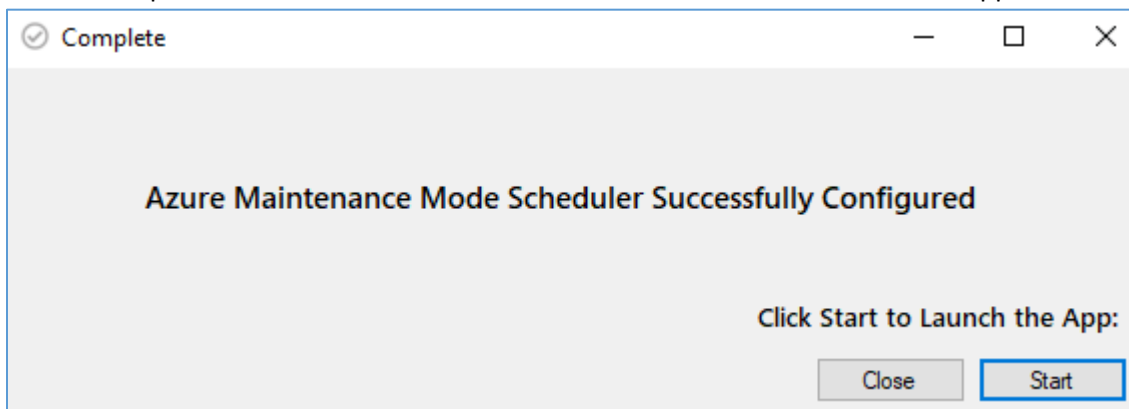 Complete
Azure Maintenance Mode Scheduler Successfully Configured
Click Start to Launch the App:
Close Start